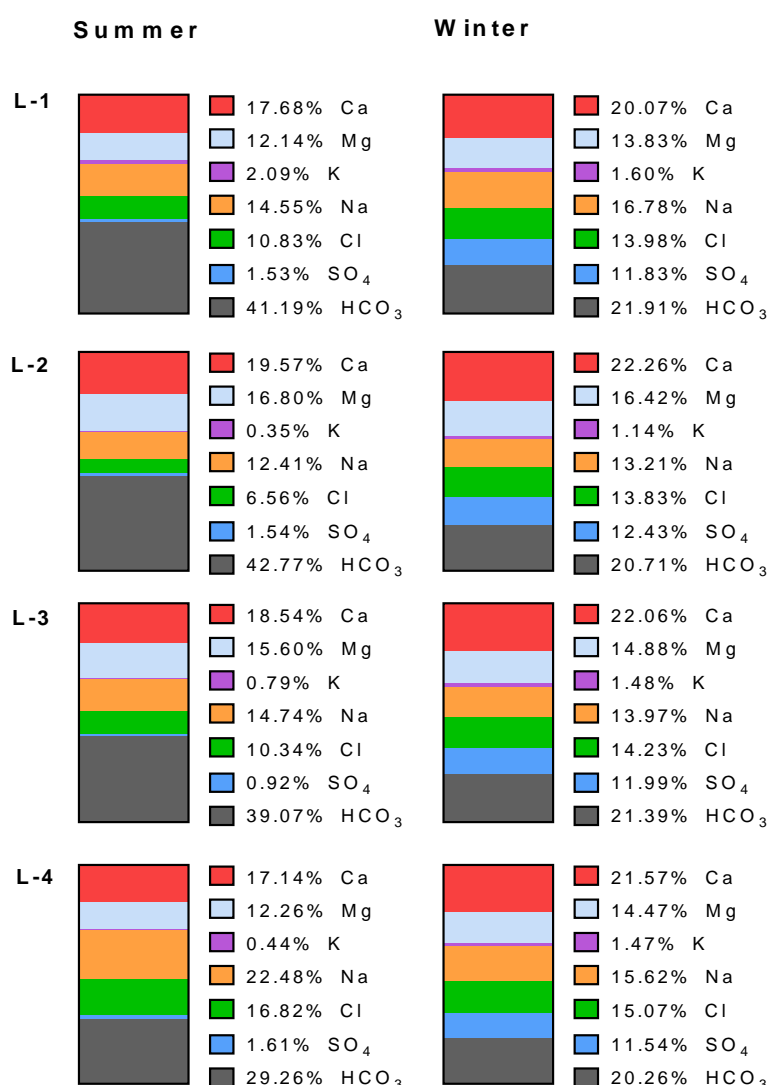 Summer Winter
L-1
17.68% Ca 20.07% Ca
12.14% Mg 13.83% Mg
2.09% K 1.60% K
14.55% Na 16.78% Na
10.83% Cl 13.98% Cl
1.53% SO4 11.83% SO4
41.19% HCO3 21.91% HCO3
L-2
19.57% Ca 22.26% Ca
16.80% Mg 16.42% Mg
0.35% K 1.14% K
12.41% Na 13.21% Na
6.56% Cl 13.83% Cl
1.54% SO4 12.43% SO4
42.77% HCO3 20.71% HCO3
L-3
18.54% Ca 22.06% Ca
15.60% Mg 14.88% Mg
0.79% K 1.48% K
14.74% Na 13.97% Na
10.34% Cl 14.23% Cl
0.92% SO4 11.99% SO4
39.07% HCO3 21.39% HCO3
L-4
17.14% Ca 21.57% Ca
12.26% Mg 14.47% Mg
0.44% K 1.47% K
22.48% Na 15.62% Na
16.82% Cl 15.07% Cl
1.61% SO4 11.54% SO4
29.26% HCO3 20.26% HCO3